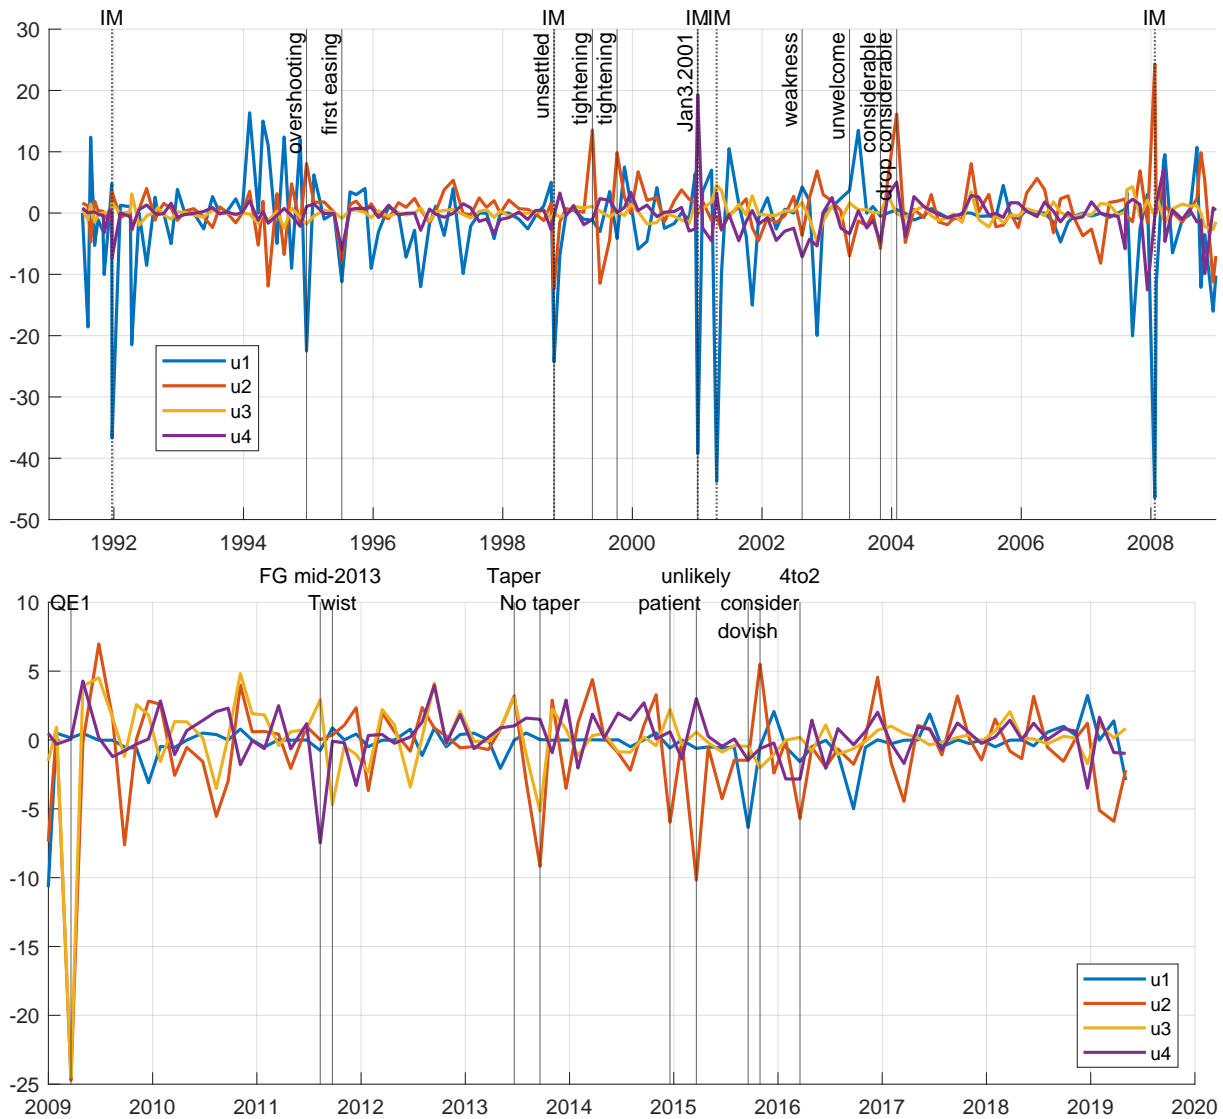 IM IM IM IM IM
30
20
10
0
-10
-20
-30
-40
-50
overshooting
first easing
unsettled
tightening
tightening
Jan3.2001
weakness
unwelcome
considerable
drop considerable
u1
u2
u3
u4
1992 1994 1996 1998 2000 2002 2004 2006 2008
FG mid-2013 Taper unlikely 4to2
QE1 Twist No taper patient consider
dovish
10
5
0
-5
-10
-15
-20
-25
u1
u2
u3
u4
2009 2010 2011 2012 2013 2014 2015 2016 2017 2018 2019 2020